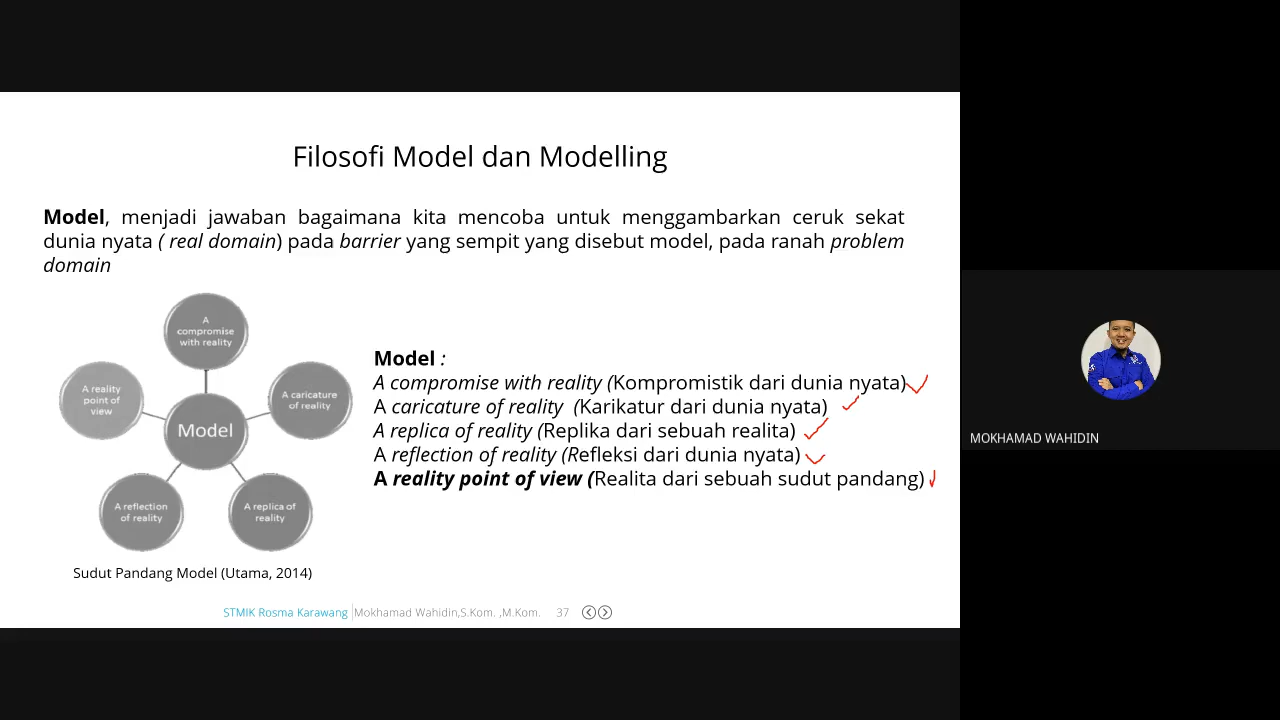 Filosofi Model dan Modelling
Model, menjadi jawaban bagaimana kita mencoba untuk menggambarkan ceruk sekat
dunia nyata ( real domain) pada barrier yang sempit yang disebut model, pada ranah problem
domain
A
compromise
with reality
A reality
point of
view
A caricature
of reality
Model
A reflection
of reality
A replica of
reality
Sudut Pandang Model (Utama, 2014)
Model :
A compromise with reality (Kompromistik dari dunia nyata)
A caricature of reality (Karikatur dari dunia nyata)
A replica of reality (Replika dari sebuah realita)
A reflection of reality (Refleksi dari dunia nyata)
A reality point of view (Realita dari sebuah sudut pandang)
STMIK Rosma Karawang Mokhamad Wahidin,S.Kom. ,M.Kom. 37
MOKHAMAD WAHIDIN